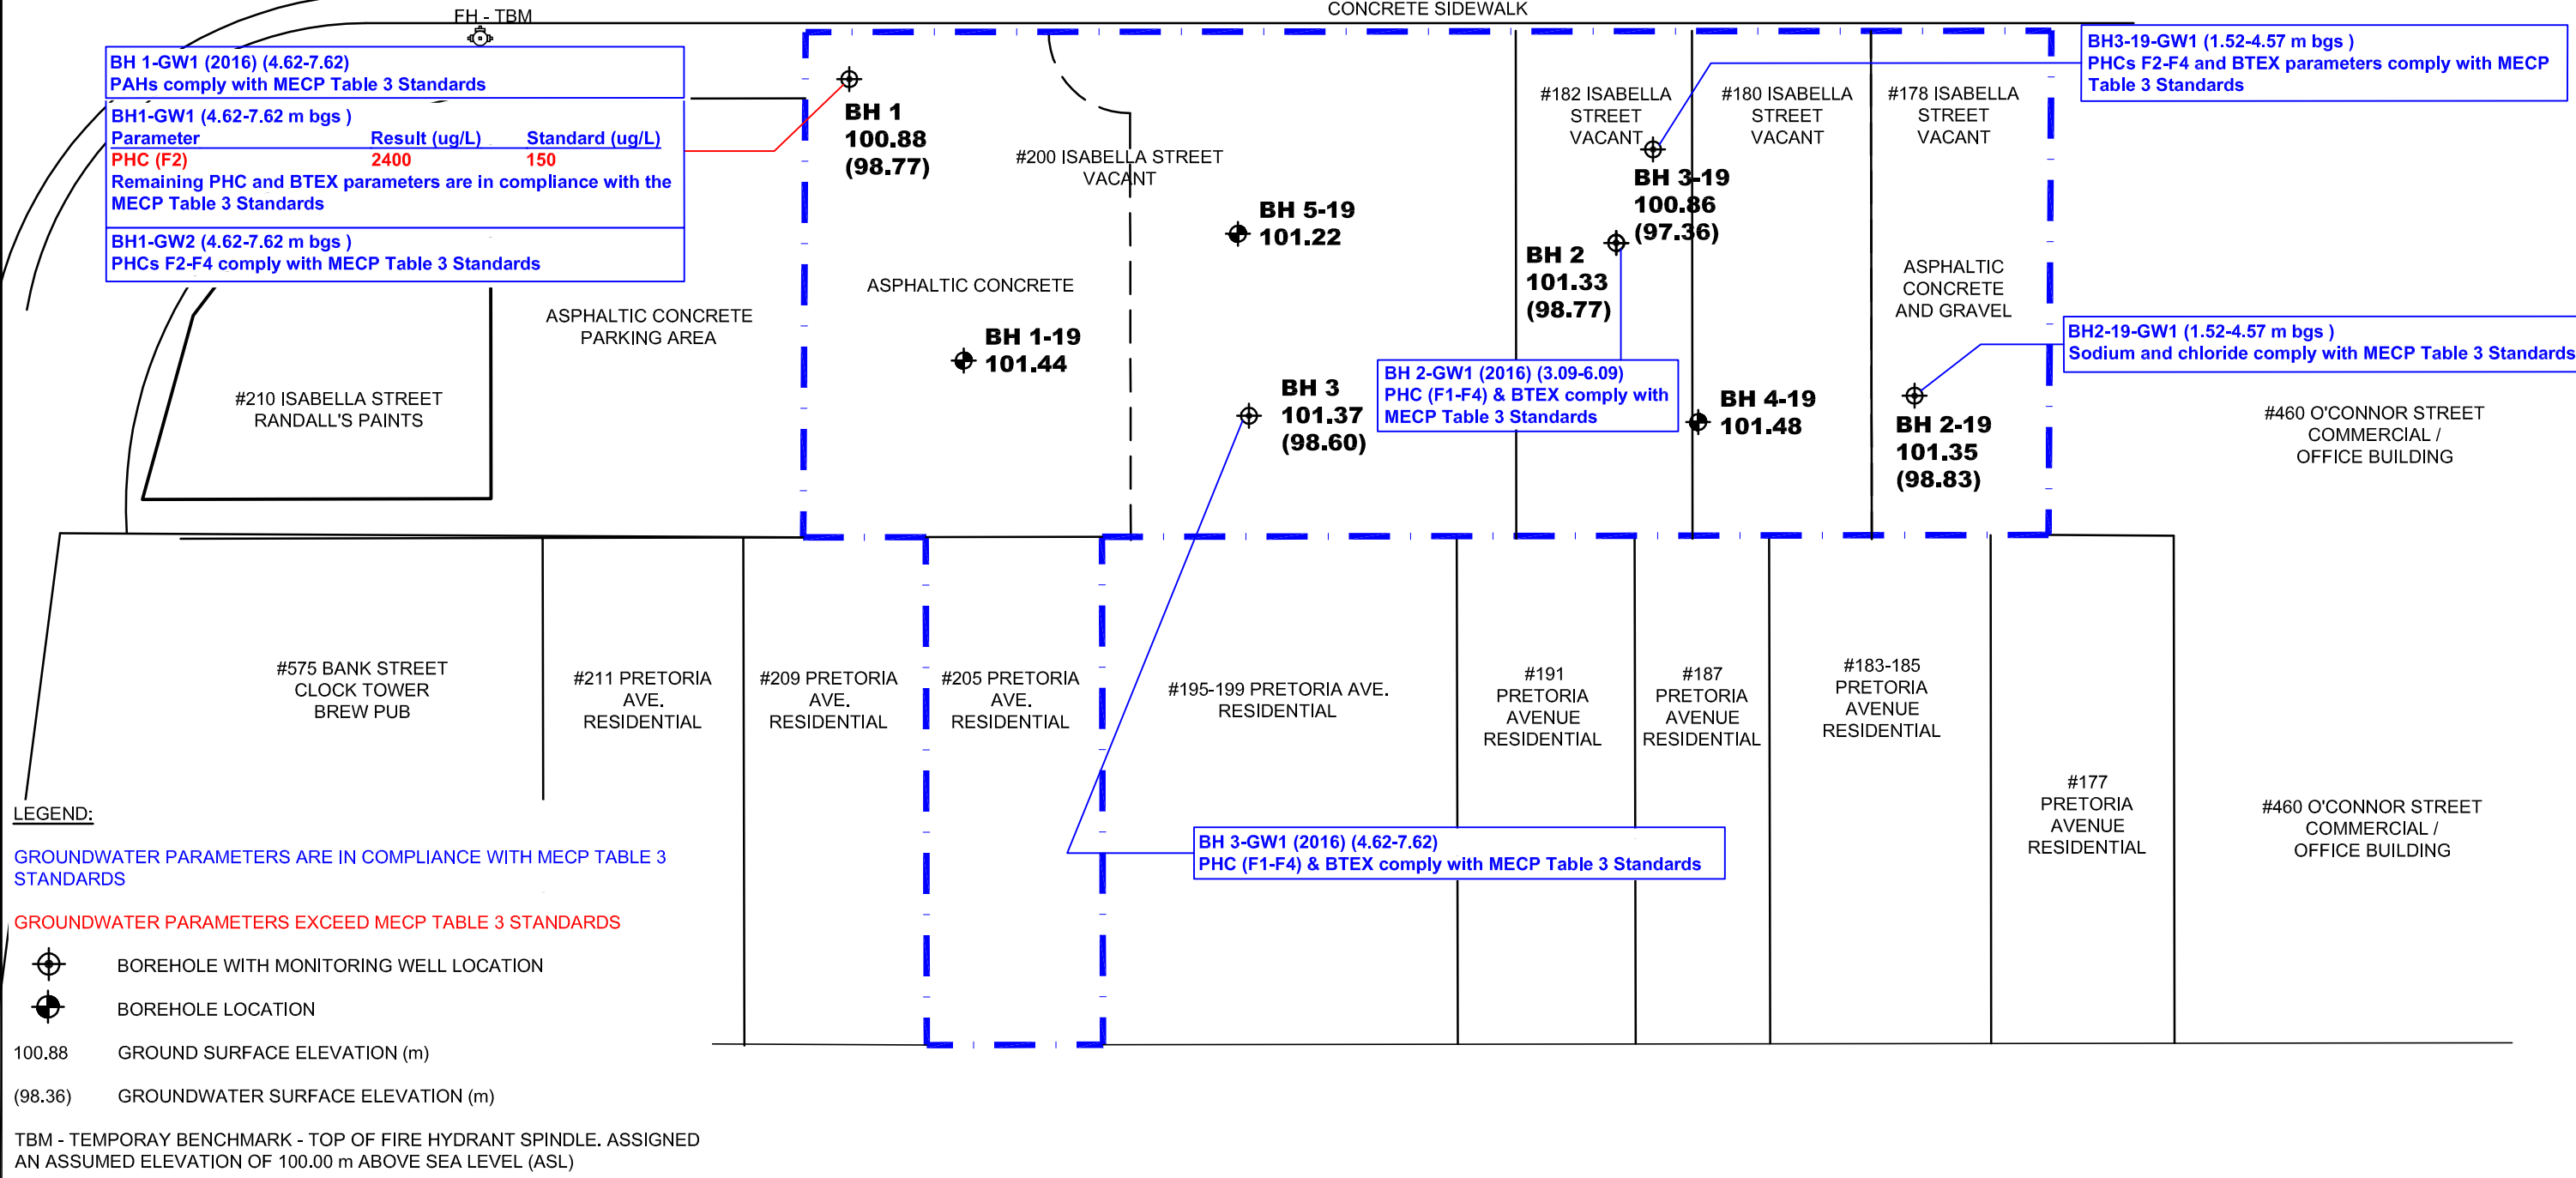 FH - TBM
CONCRETE SIDEWALK
BH 1-GW1 (2016) (4.62-7.62)
PAHs comply with MECP Table 3 Standards
BH1-GW1 (4.62-7.62 m bgs )
Parameter Result (ug/L) Standard (ug/L)
PHC (F2) 2400 150
Remaining PHC and BTEX parameters are in compliance with the
MECP Table 3 Standards
BH1-GW2 (4.62-7.62 m bgs )
PHCs F2-F4 comply with MECP Table 3 Standards
BH 1
100.88
(98.77)
#200 ISABELLA STREET
VACANT
#182 ISABELLA
STREET
VACANT
#180 ISABELLA
STREET
VACANT
#178 ISABELLA
STREET
VACANT
BH3-19-GW1 (1.52-4.57 m bgs )
PHCs F2-F4 and BTEX parameters comply with MECP
Table 3 Standards
BH 3-19
100.86
(97.36)
BH 5-19
101.22
BH 2
101.33
(98.77)
ASPHALTIC CONCRETE
ASPHALTIC
CONCRETE
AND GRAVEL
ASPHALTIC CONCRETE
PARKING AREA
BH 1-19
101.44
BH2-19-GW1 (1.52-4.57 m bgs )
Sodium and chloride comply with MECP Table 3 Standards
#210 ISABELLA STREET
RANDALL'S PAINTS
BH 3
101.37
(98.60)
BH 2-GW1 (2016) (3.09-6.09)
PHC (F1-F4) & BTEX comply with
MECP Table 3 Standards
BH 4-19
101.48
BH 2-19
101.35
(98.83)
#460 O'CONNOR STREET
COMMERCIAL /
OFFICE BUILDING
#575 BANK STREET
CLOCK TOWER
BREW PUB
#211 PRETORIA
AVE.
RESIDENTIAL
#209 PRETORIA
AVE.
RESIDENTIAL
#205 PRETORIA
AVE.
RESIDENTIAL
#195-199 PRETORIA AVE.
RESIDENTIAL
#191
PRETORIA
AVENUE
RESIDENTIAL
#187
PRETORIA
AVENUE
RESIDENTIAL
#183-185
PRETORIA
AVENUE
RESIDENTIAL
#177
PRETORIA
AVENUE
RESIDENTIAL
#460 O'CONNOR STREET
COMMERCIAL /
OFFICE BUILDING
BH 3-GW1 (2016) (4.62-7.62)
PHC (F1-F4) & BTEX comply with MECP Table 3 Standards
LEGEND:
GROUNDWATER PARAMETERS ARE IN COMPLIANCE WITH MECP TABLE 3
STANDARDS
GROUNDWATER PARAMETERS EXCEED MECP TABLE 3 STANDARDS
BOREHOLE WITH MONITORING WELL LOCATION
BOREHOLE LOCATION
100.88 GROUND SURFACE ELEVATION (m)
(98.36) GROUNDWATER SURFACE ELEVATION (m)
TBM - TEMPORAY BENCHMARK - TOP OF FIRE HYDRANT SPINDLE. ASSIGNED
AN ASSUMED ELEVATION OF 100.00 m ABOVE SEA LEVEL (ASL)